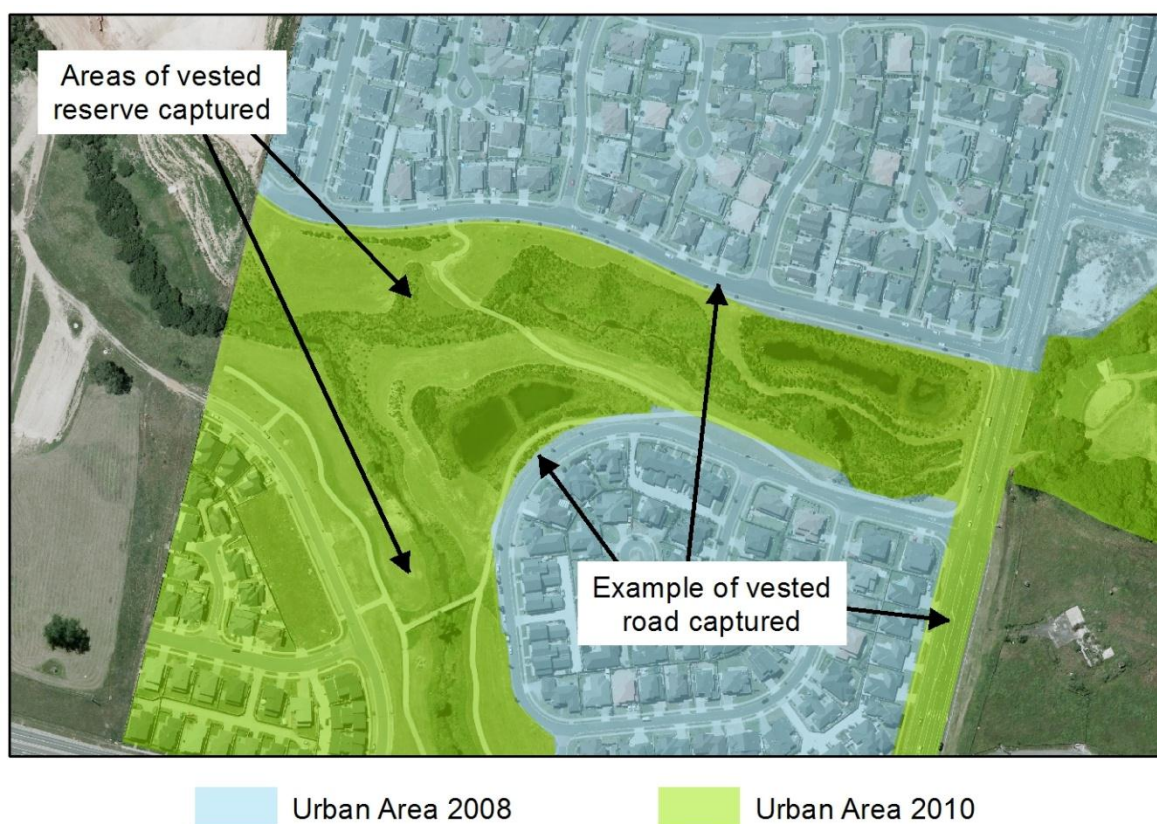 Areas of vested
reserve captured
Example of vested
road captured
Urban Area 2008
Urban Area 2010